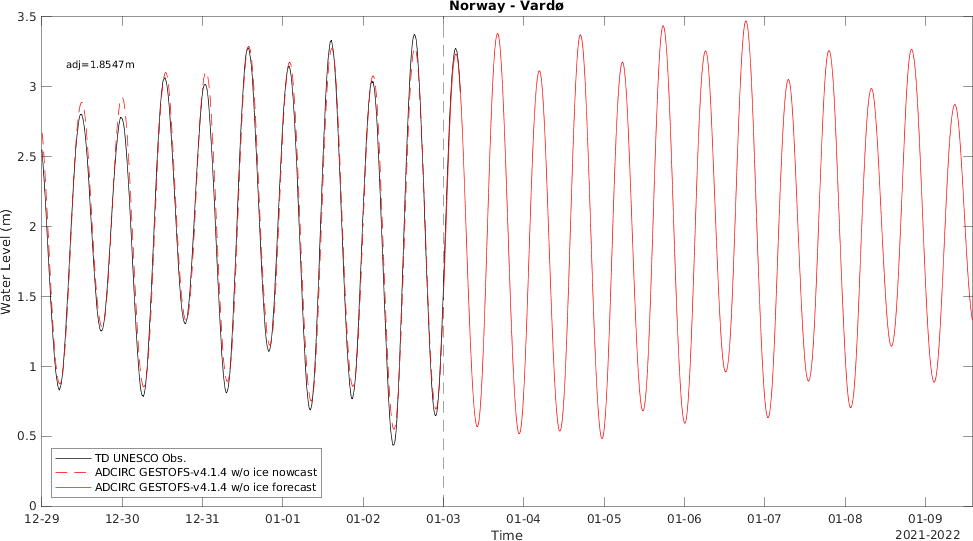 Norway - Vardø
3.5
3
2.5
2
1.5
1
0.5
0
Water Level (m)
adj=1.8547m
TD UNESCO Obs.
ADCIRC GESTOFS-v4.1.4 w/o ice nowcast
ADCIRC GESTOFS-v4.1.4 w/o ice forecast
12-29 12-30 12-31 01-01 01-02 01-03 01-04 01-05 01-06 01-07 01-08 01-09
Time
2021-2022